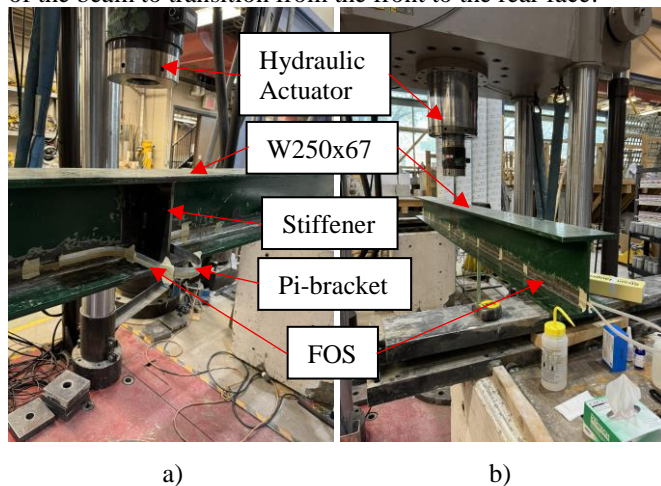 of the beam to transition from the front to the rear face.
Hydraulic
Actuator
W250x67
Stiffener
Pi-bracket
FOS
a)
b)